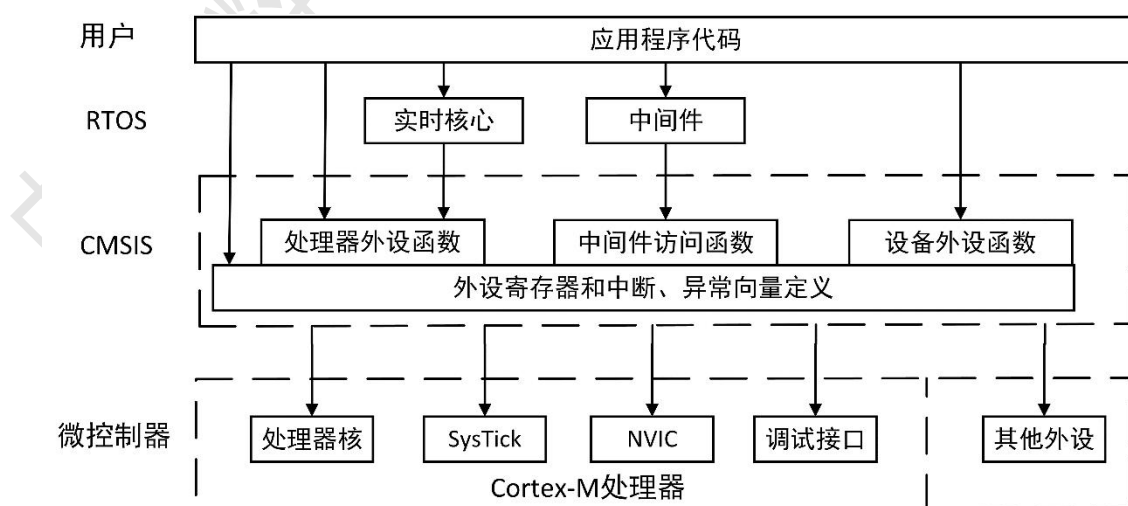 用户
应用程序代码
RTOS
实时核心
中间件
CMSIS
处理器外设函数
中间件访问函数
设备外设函数
外设寄存器和中断、异常向量定义
微控制器
处理器核
SysTick
NVIC
调试接口
其他外设
Cortex-M处理器